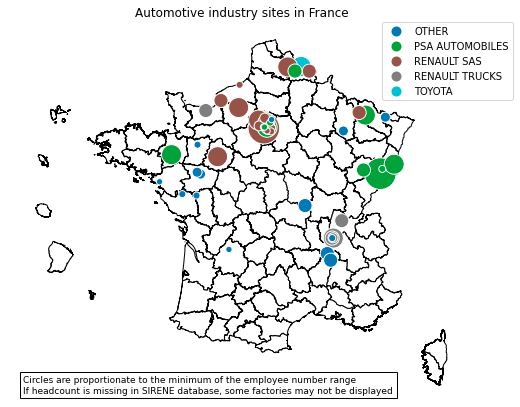 Automotive industry sites in France
OTHER
PSA AUTOMOBILES
RENAULT SAS
RENAULT TRUCKS
TOYOTA
Circles are proportionate to the minimum of the employee number range
If headcount is missing in SIRENE database, some factories may not be displayed